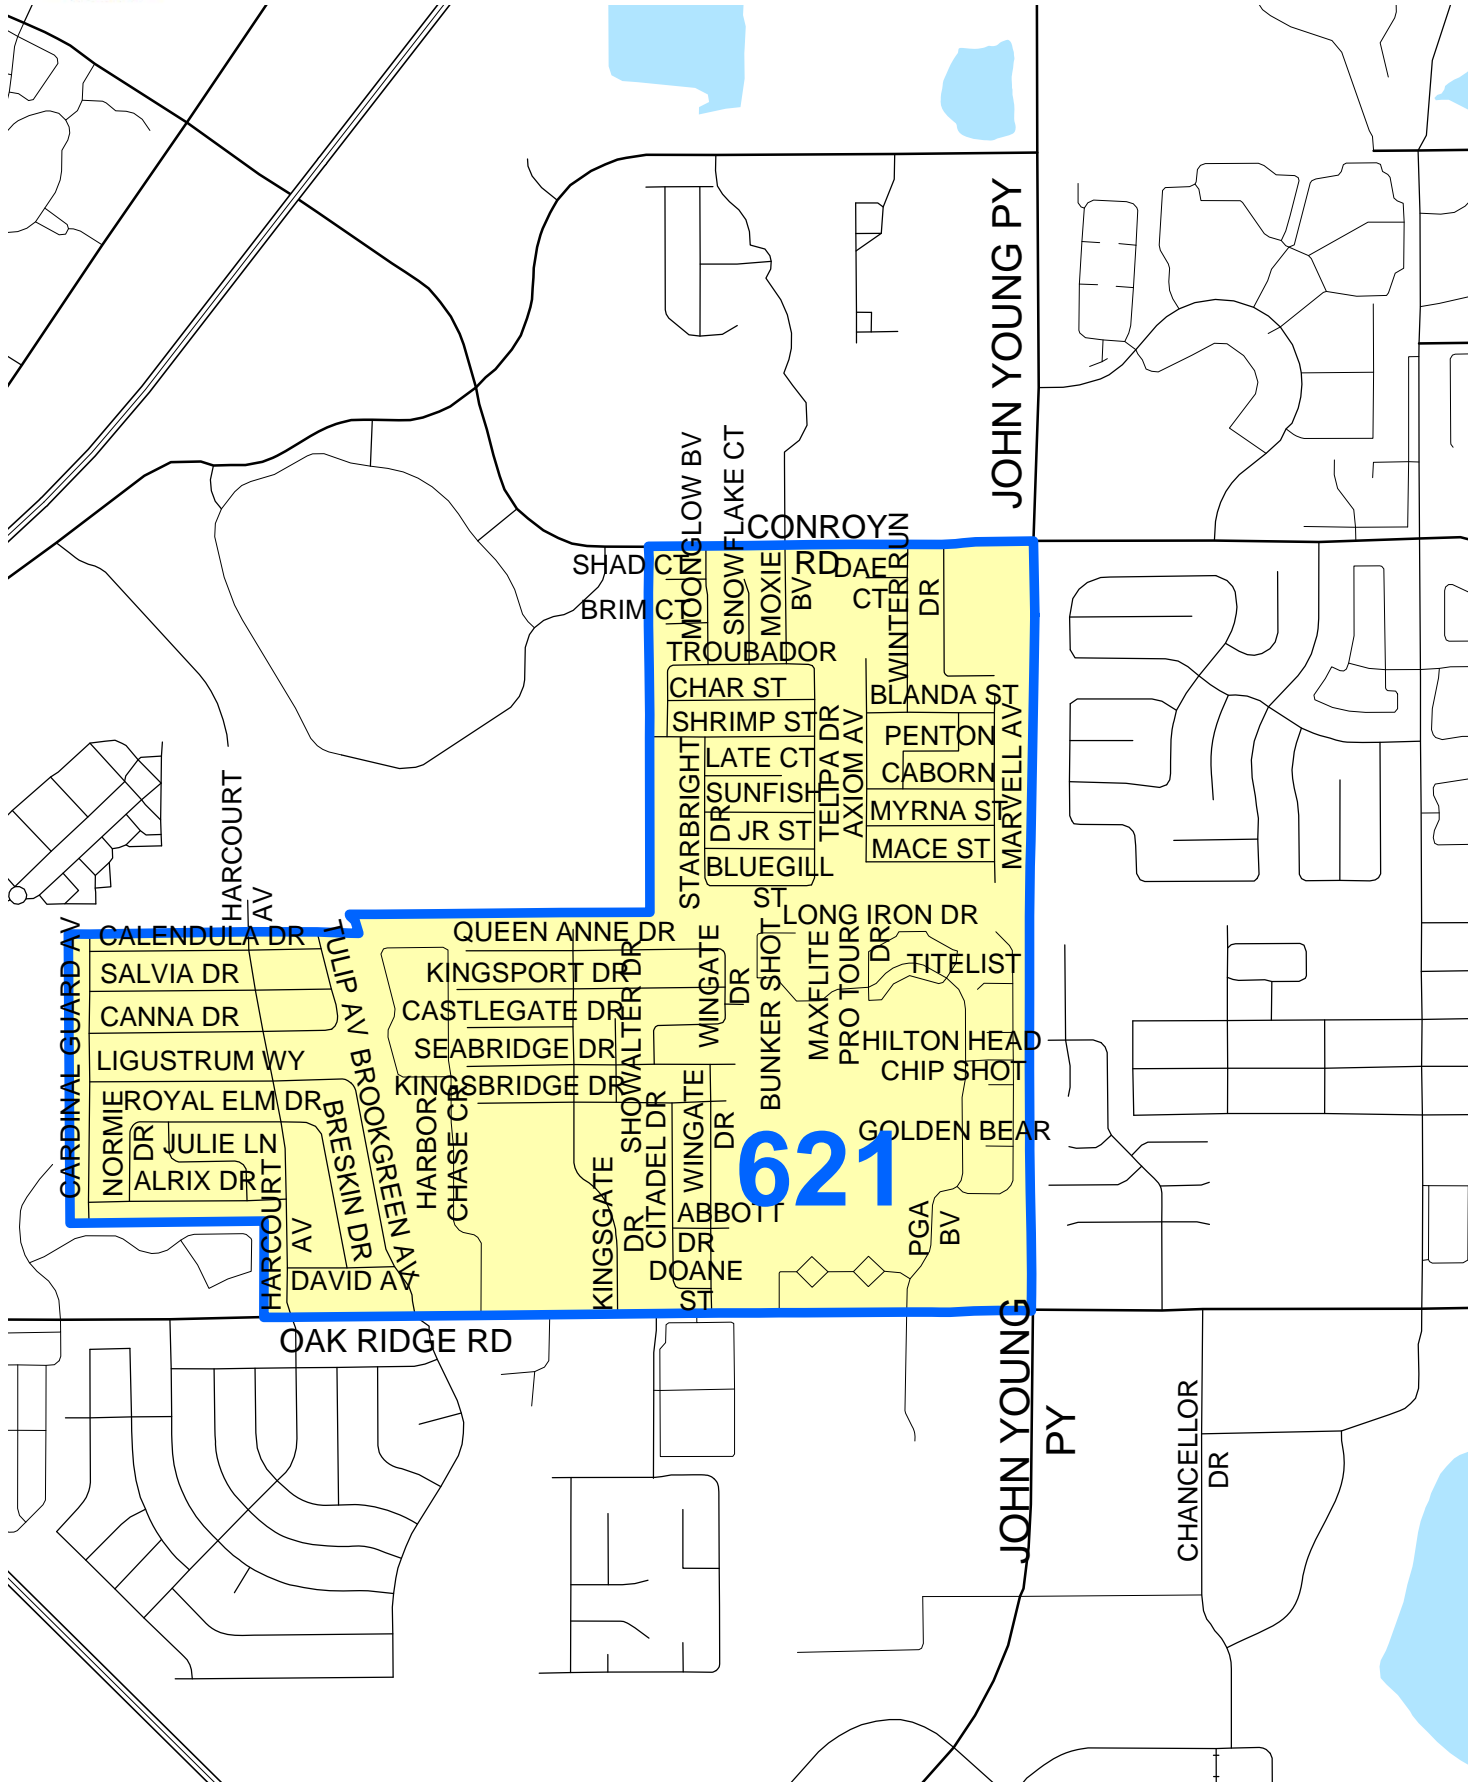 JOHN YOUNG PY
MOONGLOW BV
SNOWFLAKE CT
CONROY
RD
SHAD CT
BRIM CT
MOXIE
BV
DAE
CT
WINTER RUN
DR
TROUBADOR
CHAR ST
SHRIMP ST
BLANDA ST
PENTON
LATE CT
CABORN
SUNFISH
MYRNA ST
JR ST
MACE ST
BLUEGILL
ST
STARBRIGHT
DR
TELIPA DR
AXIOM AV
MARVELL AV
HARCOURT
AV
CARDINAL GUARD AV
CALENDULA DR
SALVIA DR
CANNA DR
LIGUSTRUM WY
ROYAL ELM DR
JULIE LN
ALRIX DR
NORMIE
DR
TULIP AV
BROOKGREEN AV
BRESKIN DR
HARCOURT
AV
DAVID AV
QUEEN ANNE DR
KINGSPORT DR
CASTLEGATE DR
SEABRIDGE DR
KINGSBRIDGE DR
HARBOR
CHASE CR
SHOWALTER DR
WINGATE
DR
KINGSGATE
DR
CITADEL DR
WINGATE
DR
ABBOTT
DR
DOANE
ST
LONG IRON DR
BUNKER SHOT
MAXFLITE
PRO TOURG
DR
TITELIST
HILTON HEAD
CHIP SHOT
GOLDEN BEAR
621
PGA
BV
OAK RIDGE RD
JOHN YOUNG
PY
CHANCELLOR
DR